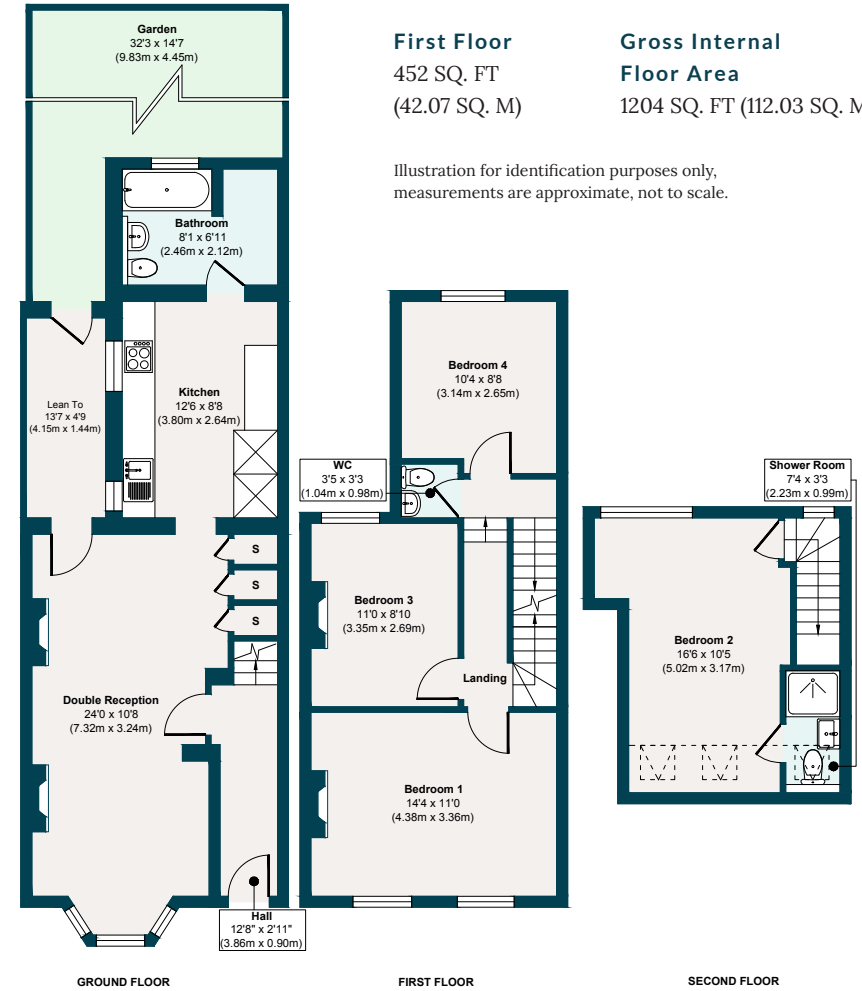 Garden
32'3 x 14'7
(9.83m x 4.45m)
First Floor
452 SQ. FT
(42.07 SQ. M)
Gross Internal
Floor Area
1204 SQ. FT (112.03 SQ. M
Illustration for identification purposes only,
measurements are approximate, not to scale.
Bathroom
8'1 x 6'11
(2.46m x 2.12m)
Kitchen
12'6 x 8'8
(3.80m x 2.64m)
Lean To
13'7 x 4'9
(4.15m x 1.44m)
S
S
S
Double Reception
24'0 x 10'8
(7.32m x 3.24m)
Hall
12'8" x 2'11"
(3.86m x 0.90m)
GROUND FLOOR
Bedroom 4
10'4 x 8'8
(3.14m x 2.65m)
WC
3'5 x 3'3
(1.04m x 0.98m)
Bedroom 3
11'0 x 8'10
(3.35m x 2.69m)
Landing
Bedroom 1
14'4 x 11'0
(4.38m x 3.36m)
FIRST FLOOR
Shower Room
7'4 x 3'3
(2.23m x 0.99m)
Bedroom 2
16'6 x 10'5
(5.02m x 3.17m)
SECOND FLOOR